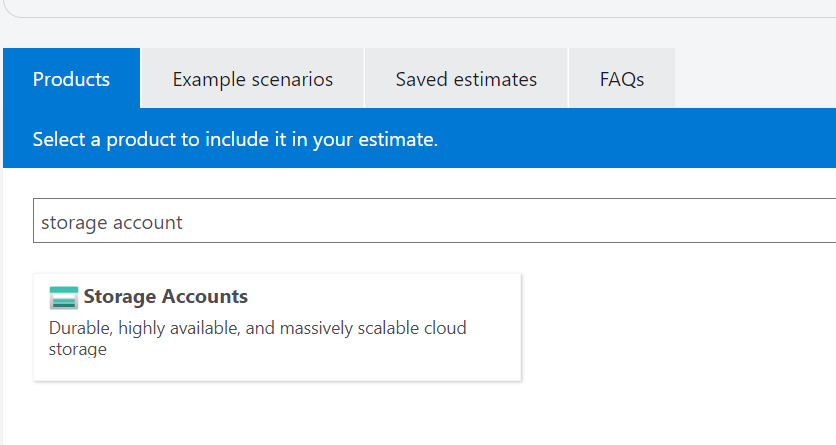 Products
Example scenarios
Saved estimates
FAQs
Select a product to include it in your estimate.
storage account
Storage Accounts
Durable, highly available, and massively scalable cloud
storage